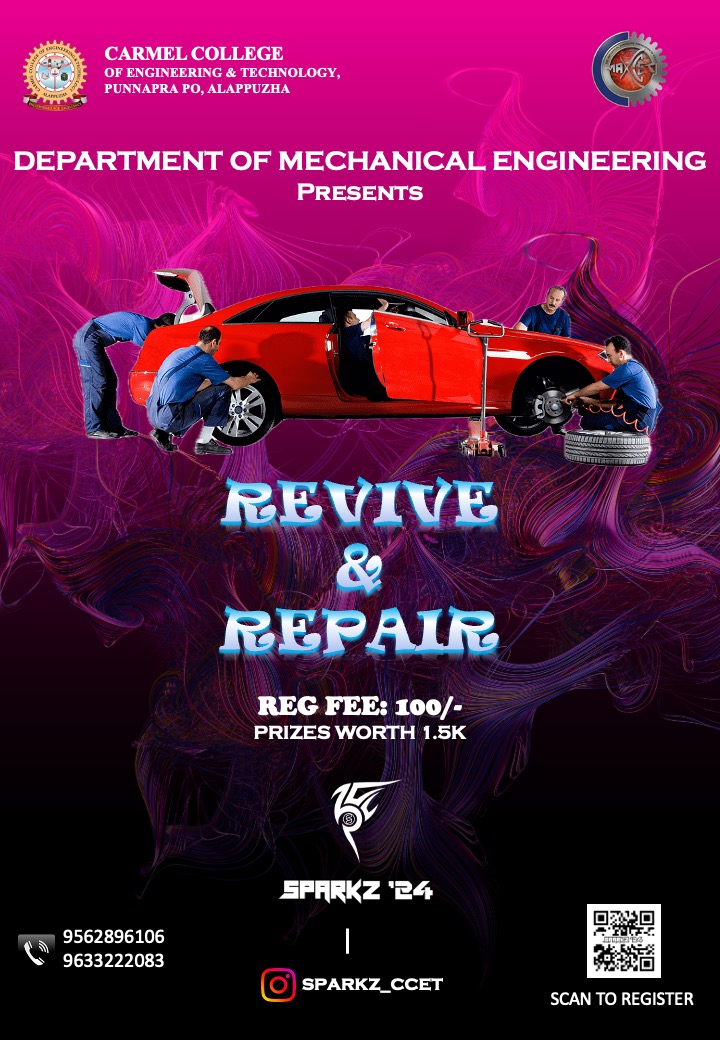 CARMEL COLLEGE
OF ENGINEERING & TECHNOLOGY,
PUNNAPRA PO, ALAPPUZHA
DEPARTMENT OF MECHANICAL ENGINEERING
PRESENTS
REVIVE
&
REPAIR
REG FEE: 100/-
PRIZES WORTH 1.5K
SPARKZ '24
9562896106
9633222083
SPARKZ_CCET
SCAN TO REGISTER